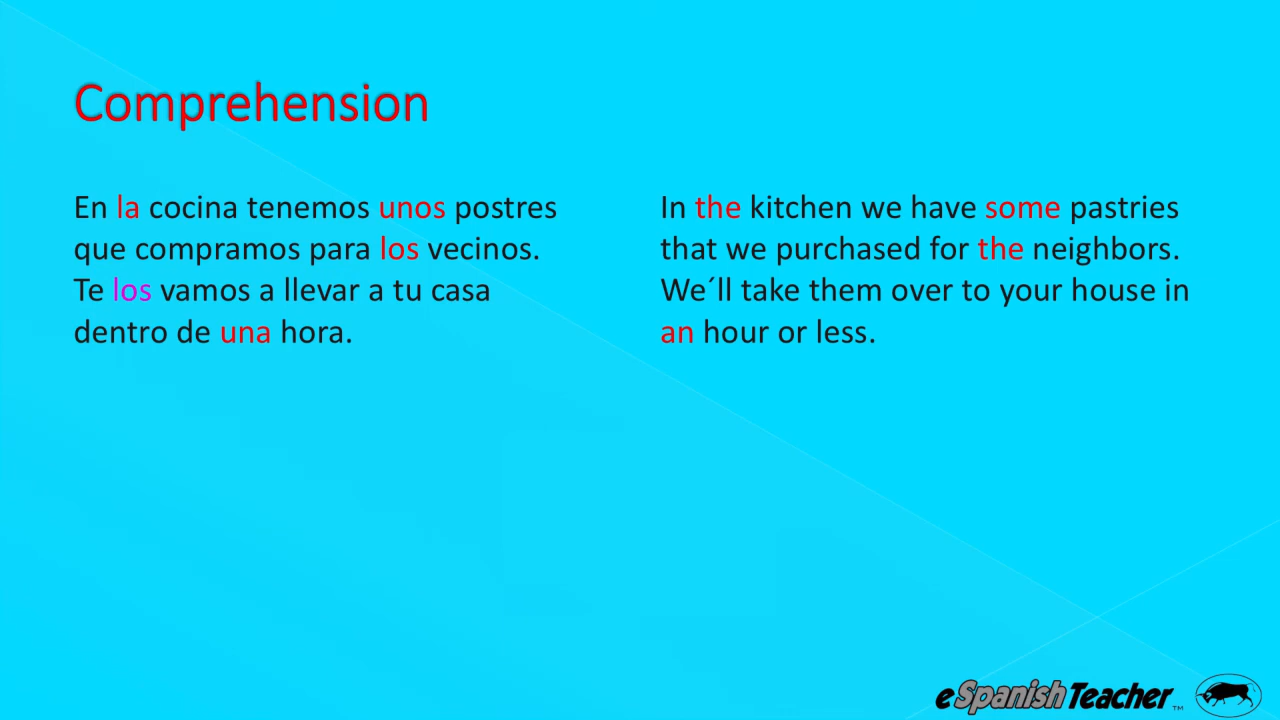 Comprehension
En la cocina tenemos unos postres
que compramos para los vecinos.
Te los vamos a llevar a tu casa
dentro de una hora.
In the kitchen we have some pastries
that we purchased for the neighbors.
We´ll take them over to your house in
an hour or less.
eSpanishTeacher™